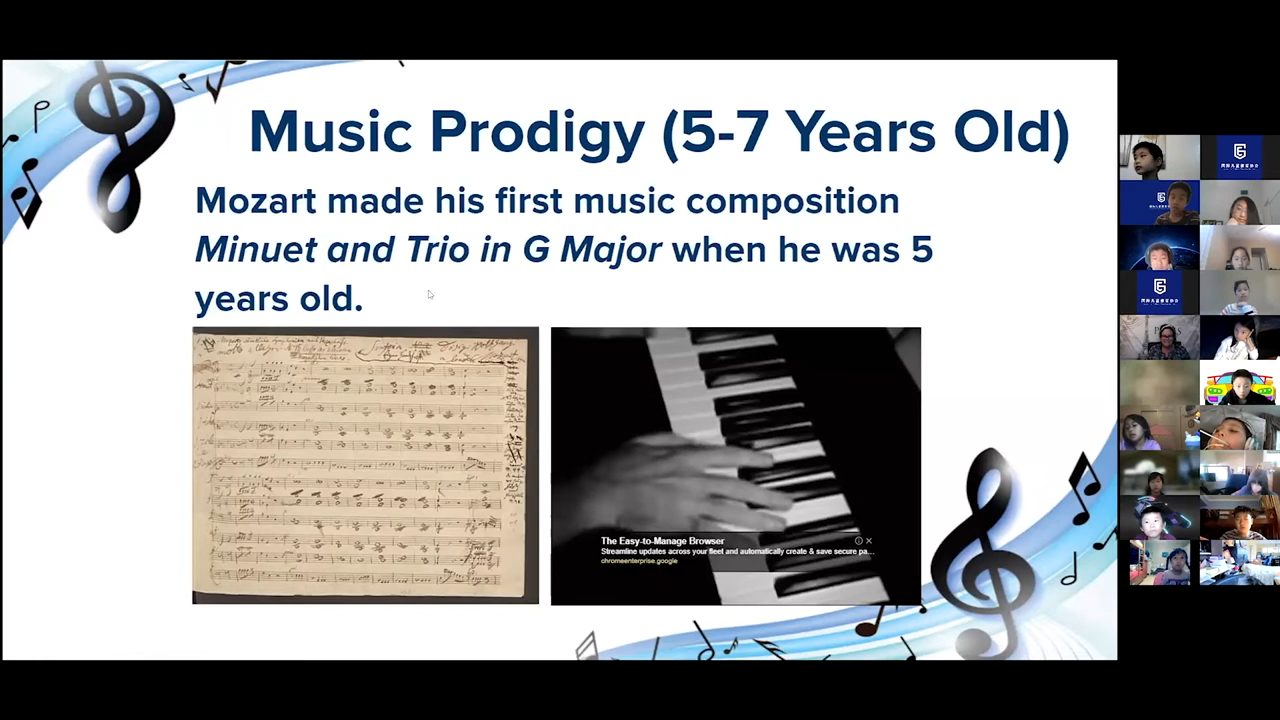 Music Prodigy (5-7 Years Old)
Mozart made his first music composition
Minuet and Trio in G Major when he was 5
years old.
The Easy-to-Manage Browser
Streamline updates across your fleet and automatically create & save secure pa...
chromeenterprise.google